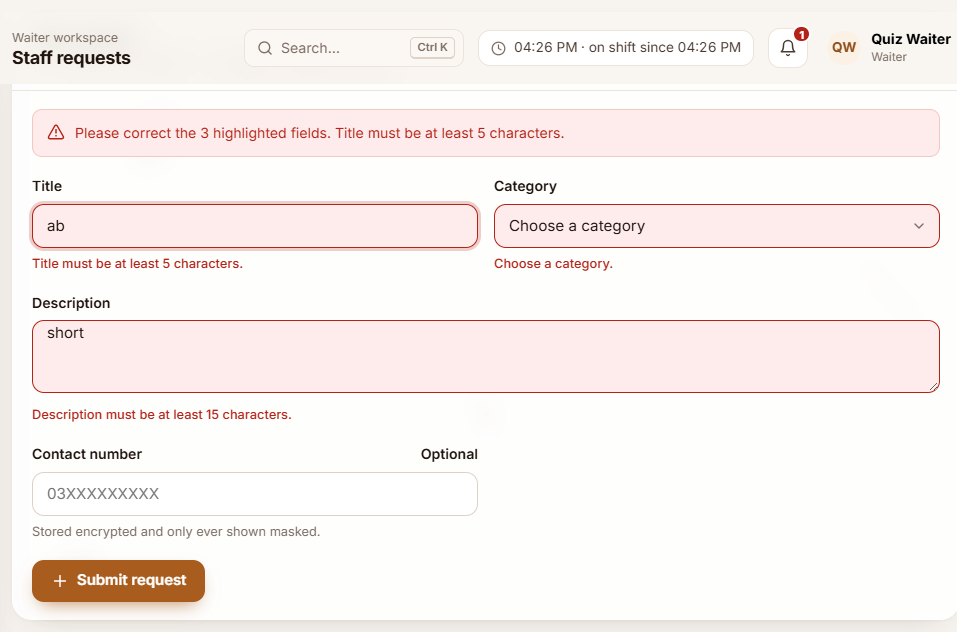 Waiter workspace
Staff requests
Search...
Ctrl K
04:26 PM · on shift since 04:26 PM
1
QW
Quiz Waiter
Waiter
Please correct the 3 highlighted fields. Title must be at least 5 characters.
Title
Category
ab
Choose a category
Title must be at least 5 characters.
Choose a category.
Description
short
Description must be at least 15 characters.
Contact number
Optional
03XXXXXXXXX
Stored encrypted and only ever shown masked.
+ Submit request